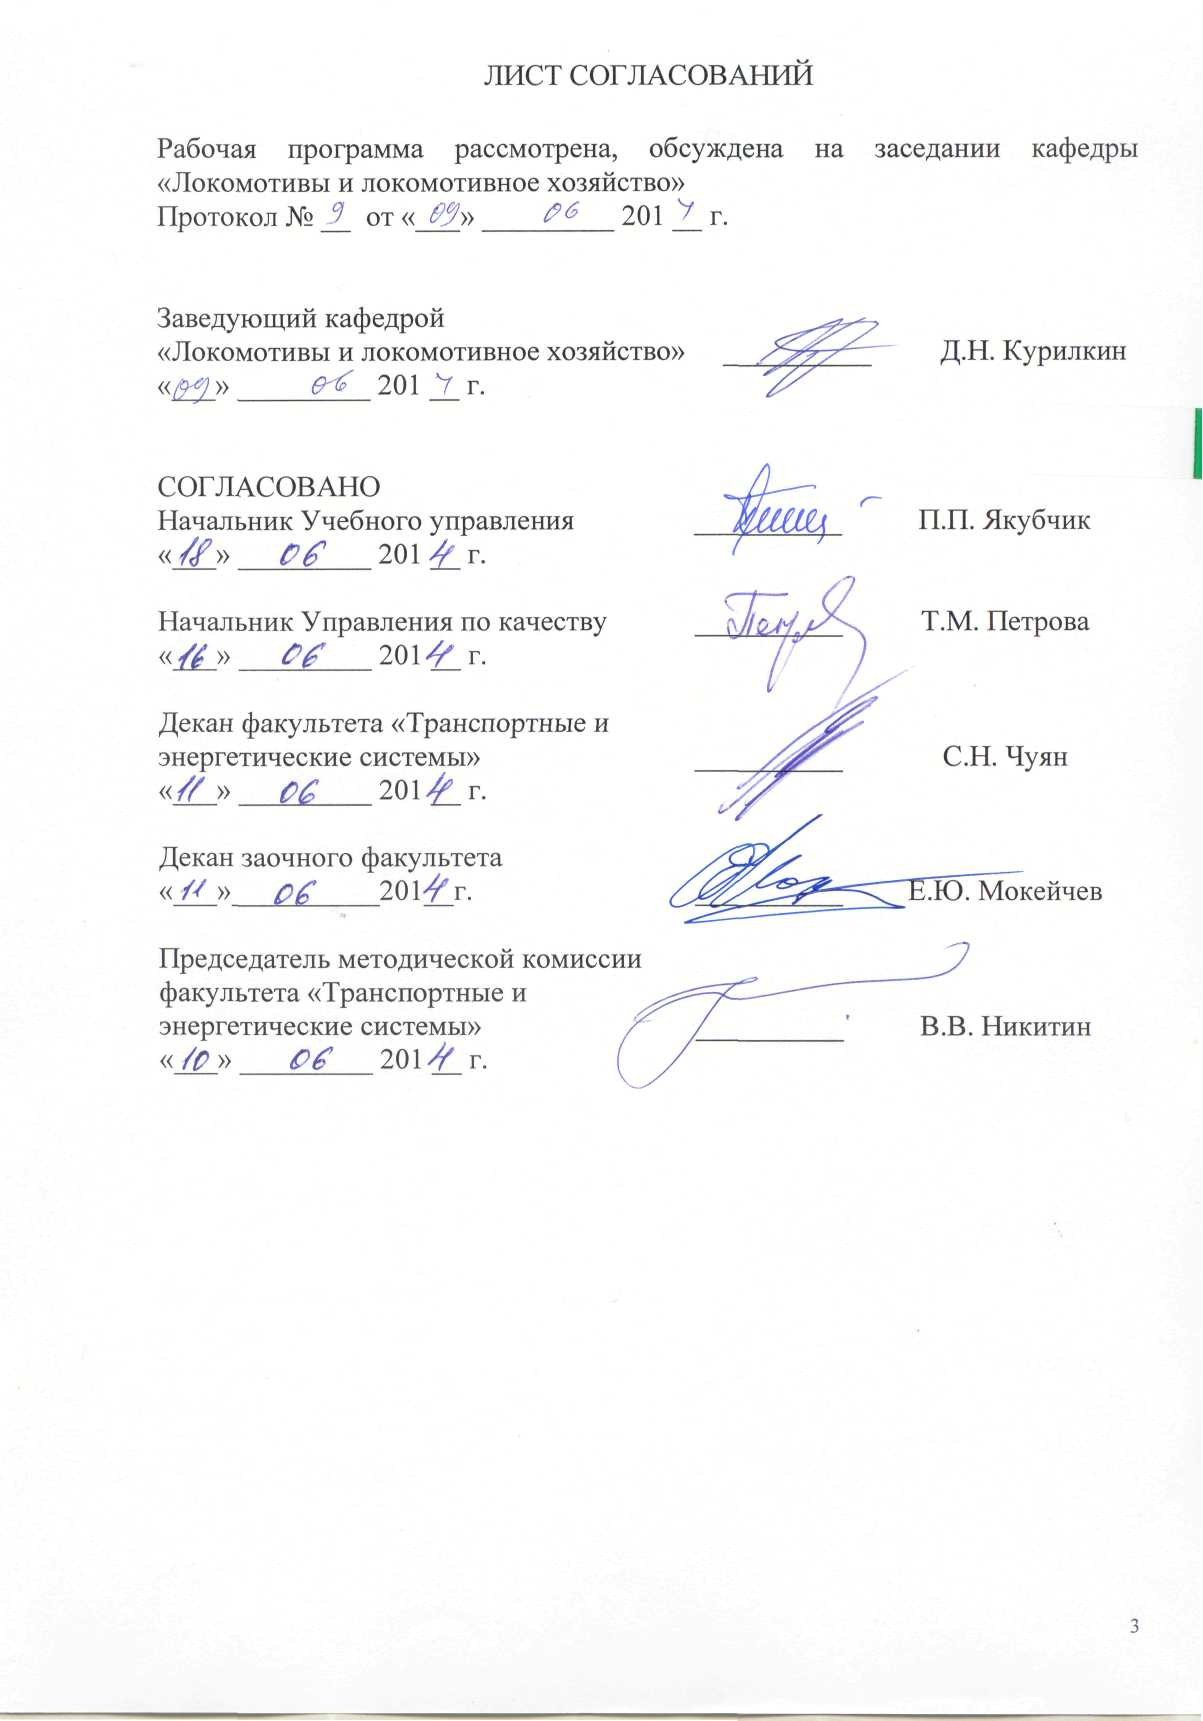 ЛИСТ СОГЛАСОВАНИЙ
Рабочая программа рассмотрена, обсуждена на заседании кафедры
«Локомотивы и локомотивное хозяйство»
Протокол № 9 от «09» 06 2014 г.
Заведующий кафедрой
«Локомотивы и локомотивное хозяйство» Д.Н. Курилкин
«09» 06 2014 г.
СОГЛАСОВАНО
Начальник Учебного управления П.П. Якубчик
«18» 06 2014 г.
Начальник Управления по качеству Т.М. Петрова
«16» 06 2014 г.
Декан факультета «Транспортные и
энергетические системы» С.Н. Чуян
«11» 06 2014 г.
Декан заочного факультета
«11» 06 2014 г. Е.Ю. Мокейчев
Председатель методической комиссии
факультета «Транспортные и
энергетические системы» В.В. Никитин
«10» 06 2014 г.
3